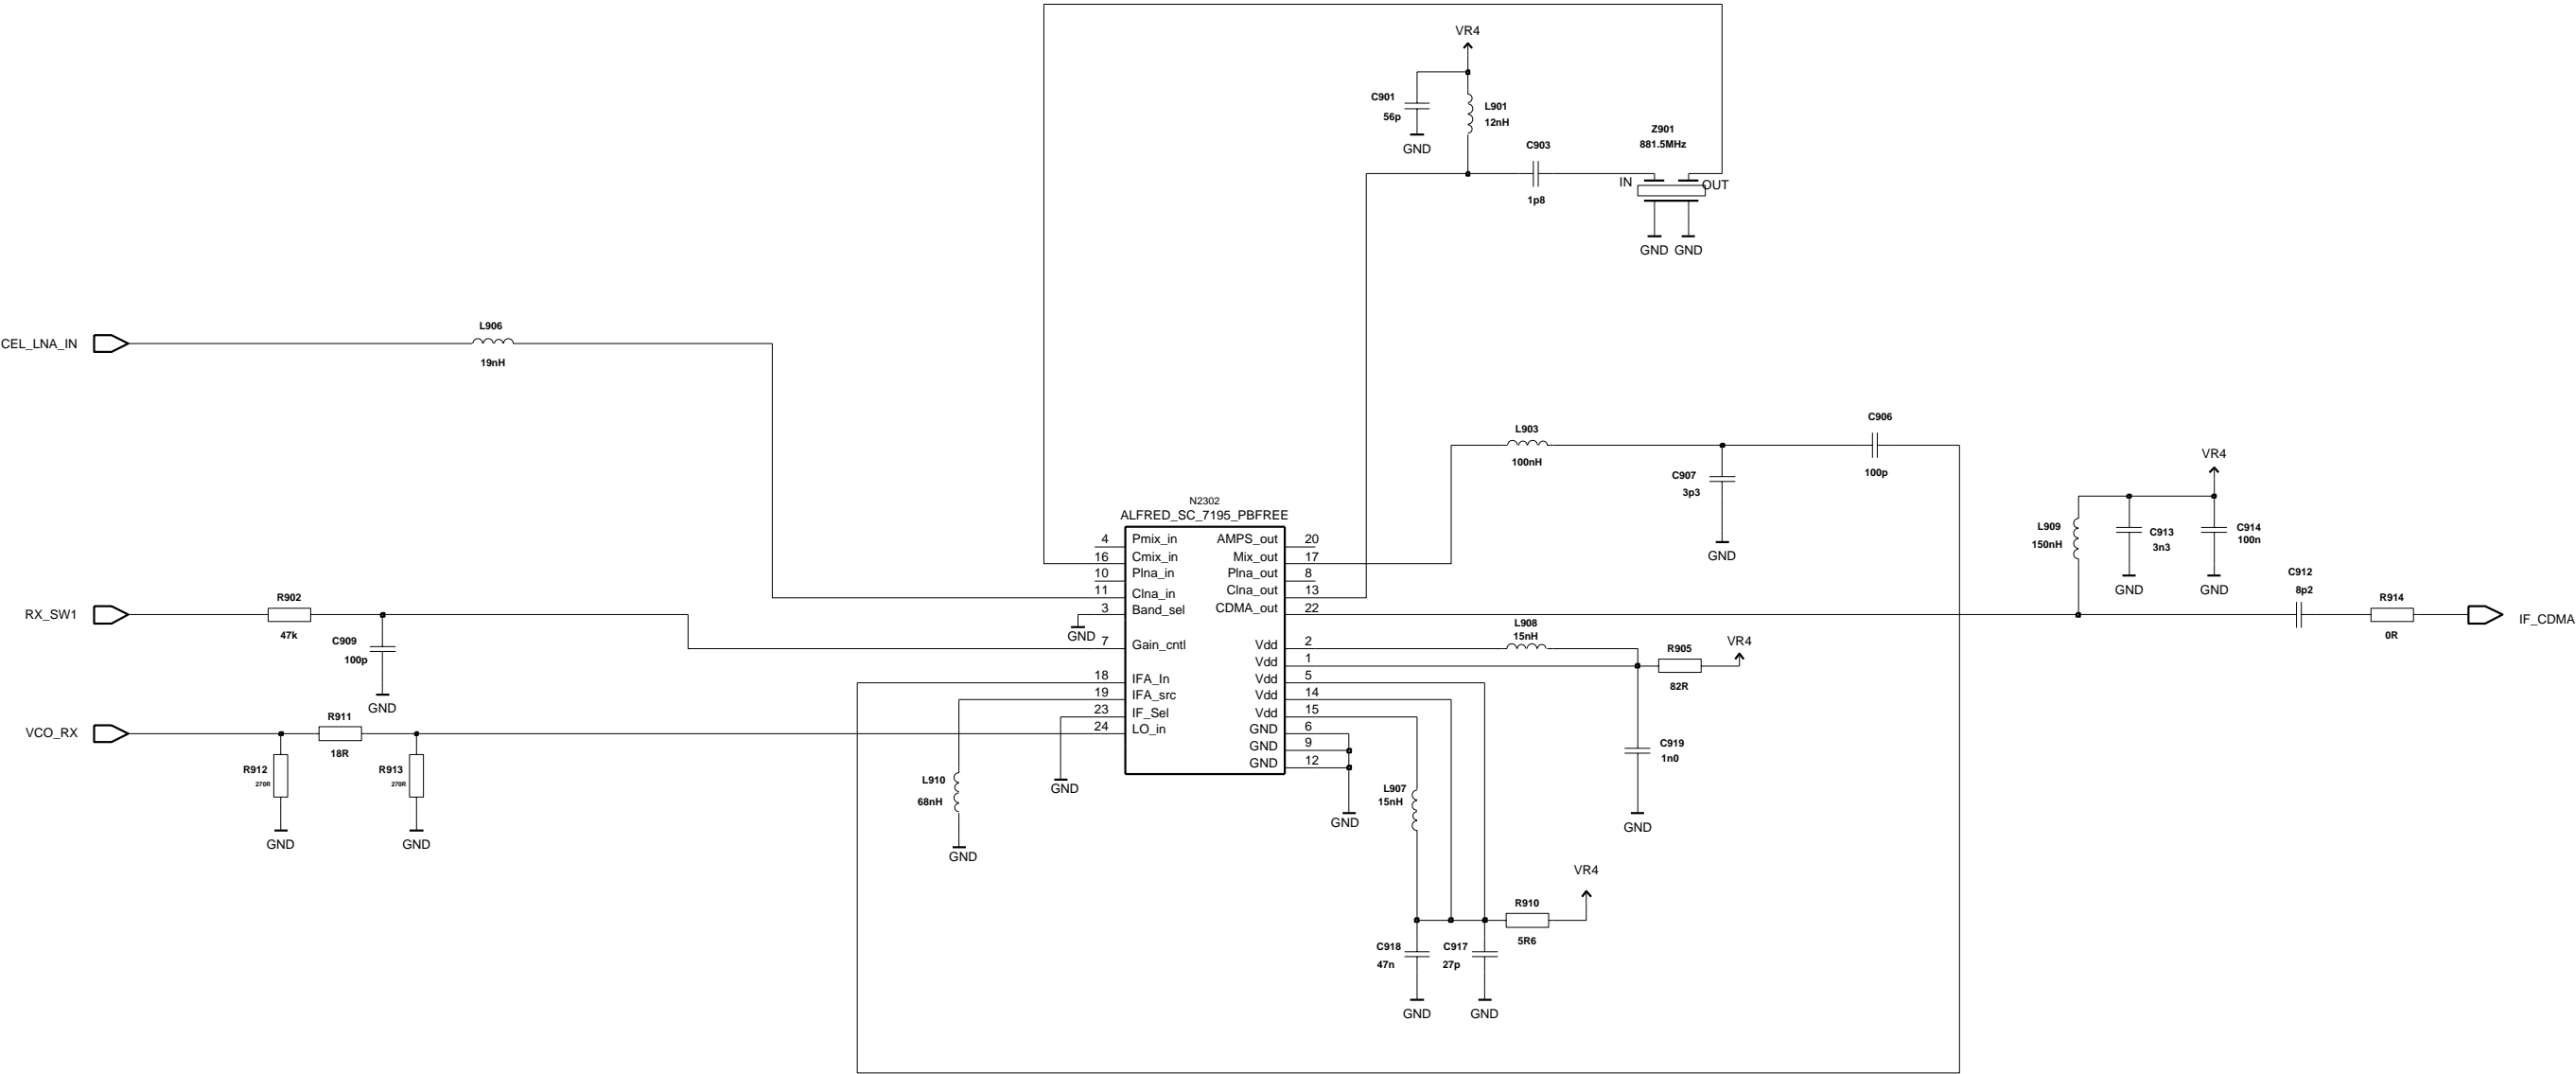 VR4
C901
56p
GND
L901
12nH
C903
1p8
Z901
881.5MHz
IN
OUT
GND GND
CEL_LNA_IN
L906
19nH
L903
100nH
C907
3p3
GND
C906
100p
VR4
L909
150nH
C913
3n3
GND
C914
100n
GND
C912
8p2
R914
0R
IF_CDMA
N2302
ALFRED_SC_7195_PBFREE
4 Pmix_in AMPS_out 20
16 Cmix_in Mix_out 17
10 Plna_in Plna_out 8
11 Clna_in Clna_out 13
3 Band_sel CDMA_out 22
GND
7 Gain_cntl Vdd 2
Vdd 1
18 IFA_In Vdd 5
19 IFA_src Vdd 14
23 IF_Sel Vdd 15
24 LO_in GND 6
GND 9
GND 12
RX_SW1
R902
47k
C909
100p
GND
VCO_RX
R911
18R
R912
270R
GND
R913
270R
GND
L910
68nH
GND
GND
GND
L908
15nH
R905
82R
VR4
C919
1n0
GND
L907
15nH
VR4
R910
5R6
C918
47n
GND
C917
27p
GND